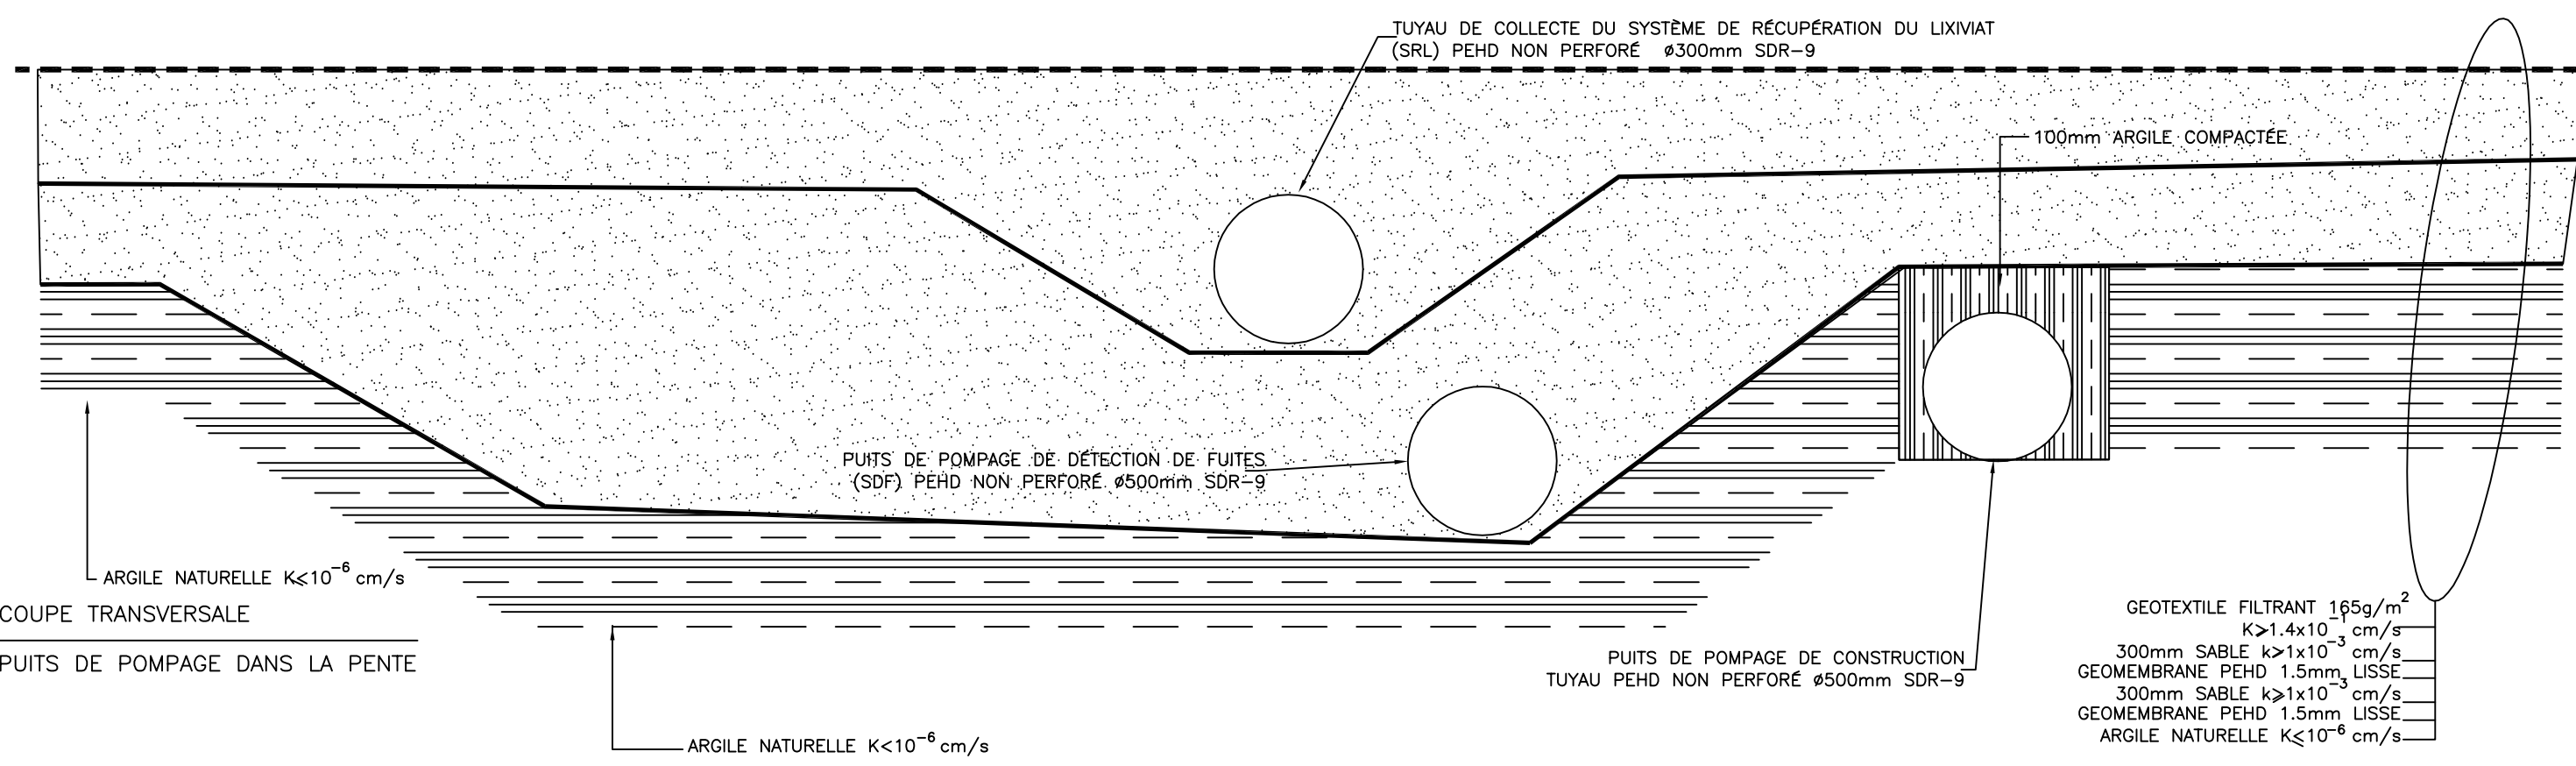 TUYAU DE COLLECTE DU SYSTÈME DE RÉCUPÉRATION DU LIXIVIAT
(SRL) PEHD NON PERFORÉ ø300mm SDR-9
100mm ARGILE COMPACTÉE
PUITS DE POMPAGE DE DÉTECTION DE FUITES
(SDF) PEHD NON PERFORÉ ø500mm SDR-9
ARGILE NATURELLE K⩽10⁻⁶ cm/s
COUPE TRANSVERSALE
PUITS DE POMPAGE DANS LA PENTE
ARGILE NATURELLE K<10⁻⁶ cm/s
PUITS DE POMPAGE DE CONSTRUCTION
TUYAU PEHD NON PERFORÉ ø500mm SDR-9
GEOTEXTILE FILTRANT 165g/m²
K⩾1.4x10⁻¹ cm/s
300mm SABLE k⩾1x10⁻³ cm/s
GEOMEMBRANE PEHD 1.5mm LISSE
300mm SABLE k⩾1x10⁻³ cm/s
GEOMEMBRANE PEHD 1.5mm LISSE
ARGILE NATURELLE K⩽10⁻⁶ cm/s